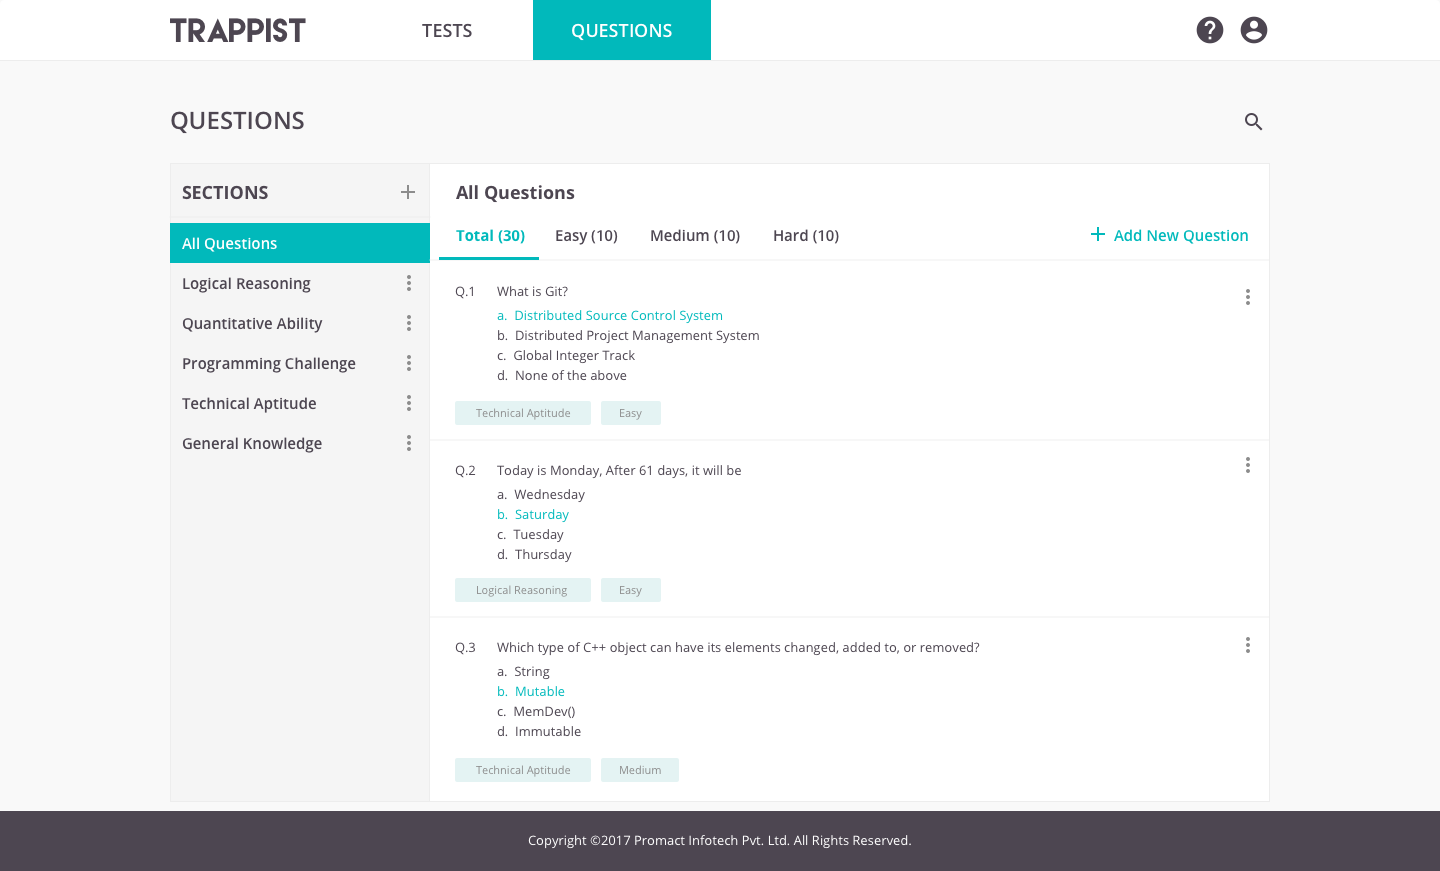 TRAPPIST
TESTS
QUESTIONS
QUESTIONS
SECTIONS
All Questions
Logical Reasoning
Quantitative Ability
Programming Challenge
Technical Aptitude
General Knowledge
All Questions
Total (30) Easy (10) Medium (10) Hard (10) Add New Question
Q.1 What is Git?
a. Distributed Source Control System
b. Distributed Project Management System
c. Global Integer Track
d. None of the above
Technical Aptitude Easy
Q.2 Today is Monday, After 61 days, it will be
a. Wednesday
b. Saturday
c. Tuesday
d. Thursday
Logical Reasoning Easy
Q.3 Which type of C++ object can have its elements changed, added to, or removed?
a. String
b. Mutable
c. MemDev()
d. Immutable
Technical Aptitude Medium
Copyright ©2017 Promact Infotech Pvt. Ltd. All Rights Reserved.